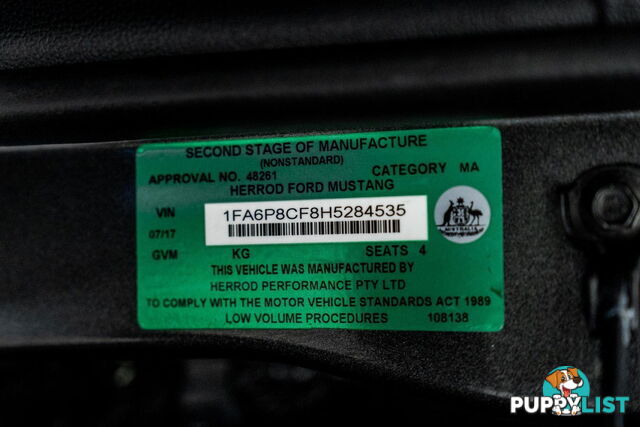 SECOND STAGE OF MANUFACTURE
(NONSTANDARD)
APPROVAL NO. 48261 CATEGORY MA
HERROD FORD MUSTANG
VIN 1FA6P8CF8H5284535
07/17
AUSTRALIA
GVM KG SEATS 4
THIS VEHICLE WAS MANUFACTURED BY
HERROD PERFORMANCE PTY LTD
TO COMPLY WITH THE MOTOR VEHICLE STANDARDS ACT 1989
LOW VOLUME PROCEDURES 108138
PUPPYLIST